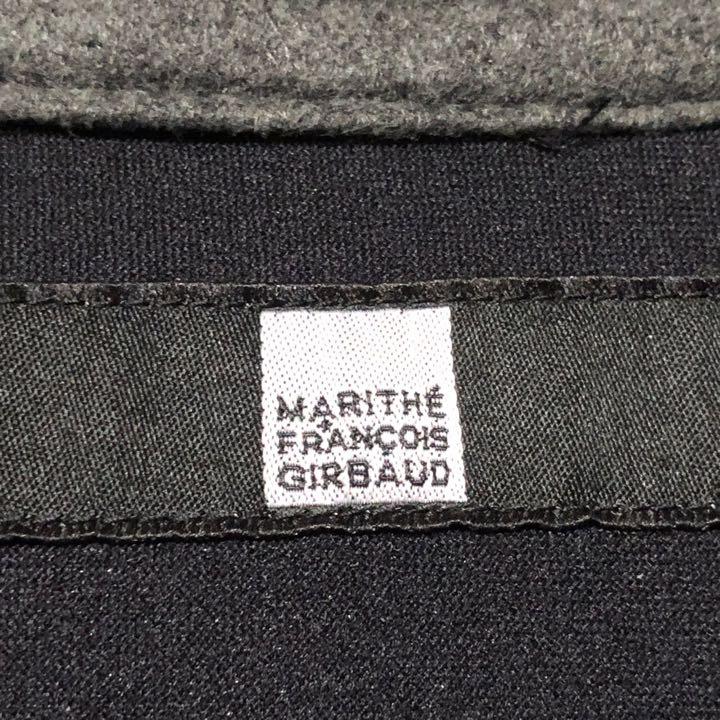 MARITHÉ
+
FRANÇOIS
GIRBAUD